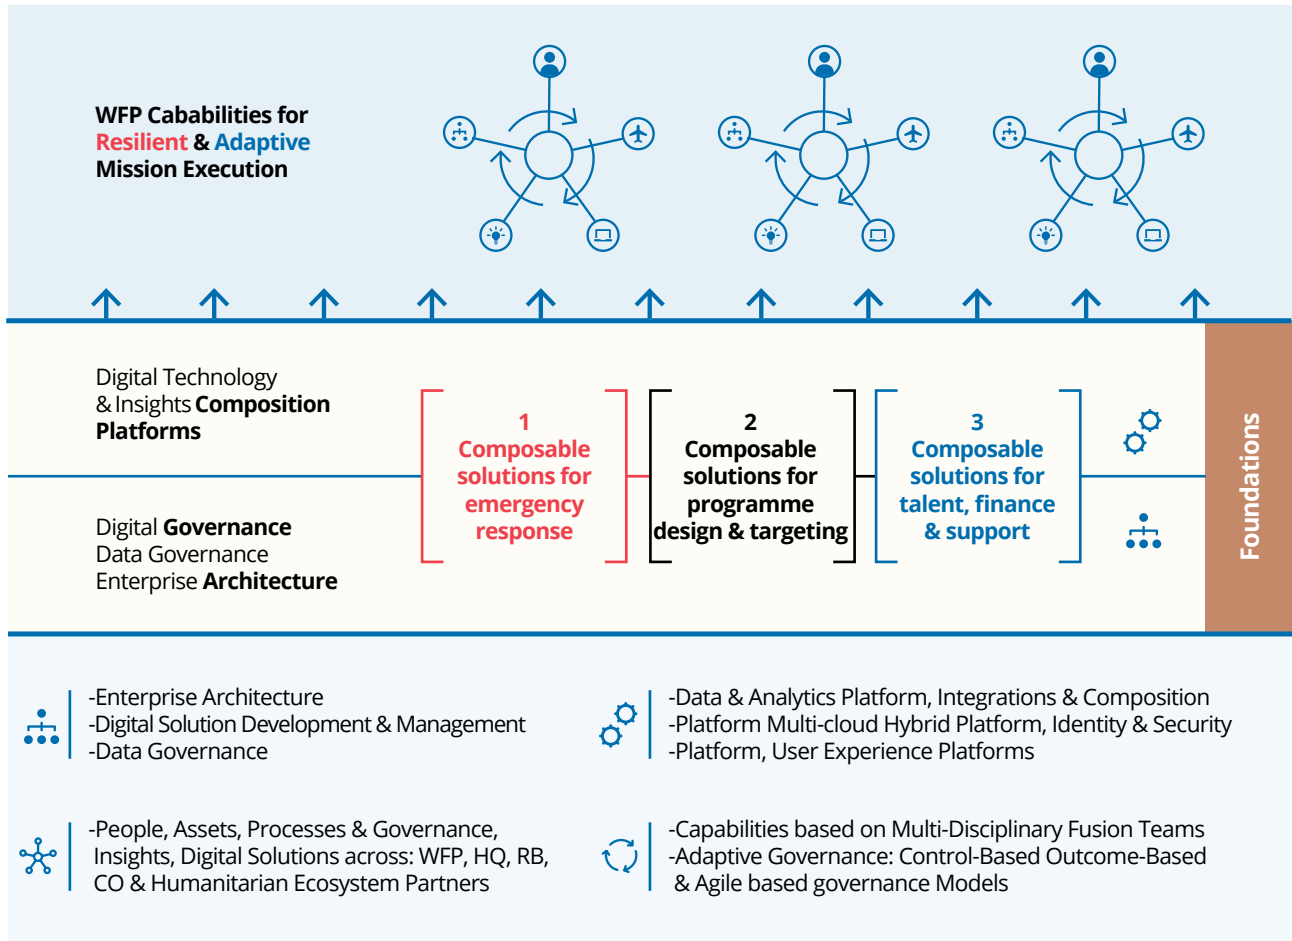 WFP Cababilities for
Resilient & Adaptive
Mission Execution
Digital Technology
& Insights Composition
Platforms
Digital Governance
Data Governance
Enterprise Architecture
1
Composable
solutions for
emergency
response
2
Composable
solutions for
programme
design & targeting
3
Composable
solutions for
talent, finance
& support
Foundations
-Enterprise Architecture
-Digital Solution Development & Management
-Data Governance
-Data & Analytics Platform, Integrations & Composition
-Platform Multi-cloud Hybrid Platform, Identity & Security
-Platform, User Experience Platforms
-People, Assets, Processes & Governance,
Insights, Digital Solutions across: WFP, HQ, RB,
CO & Humanitarian Ecosystem Partners
-Capabilities based on Multi-Disciplinary Fusion Teams
-Adaptive Governance: Control-Based Outcome-Based
& Agile based governance Models